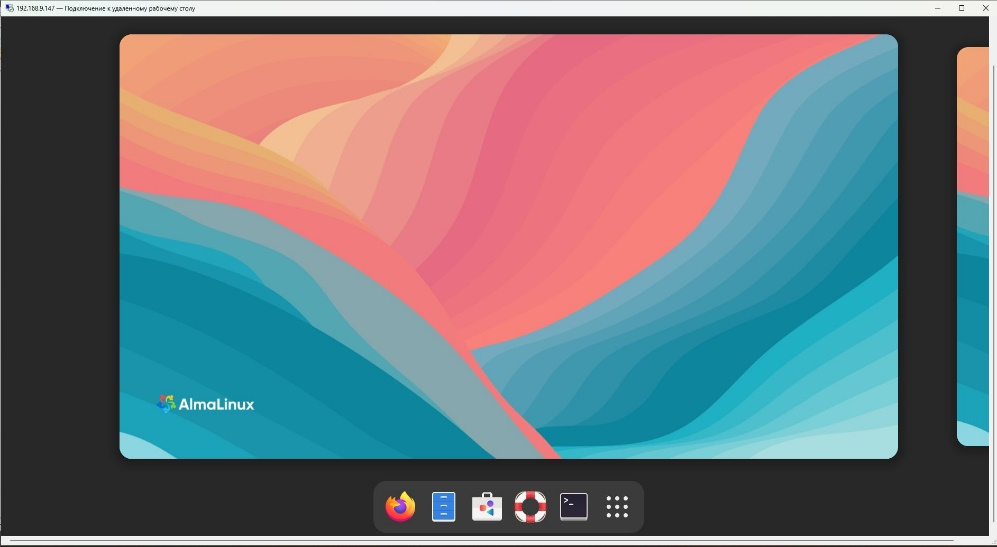 192.168.9.147 — Подключение к удаленному рабочему столу
AlmaLinux
>_